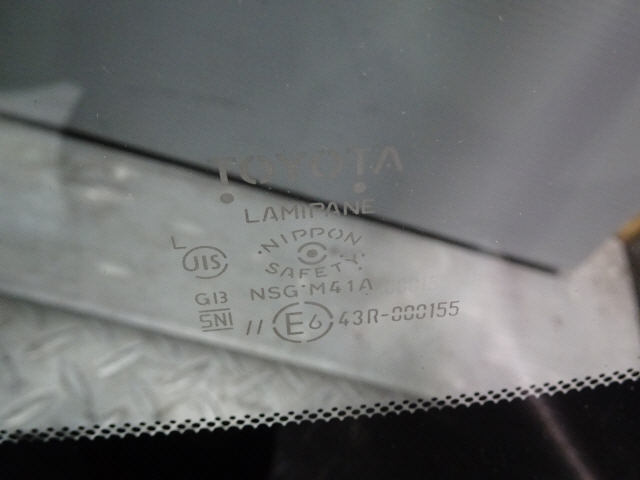 TOYOTA
LAMIPANE
NIPPON
SAFETY
L
JIS
NSG M41A
G13
SNI
// E6 43R-000155